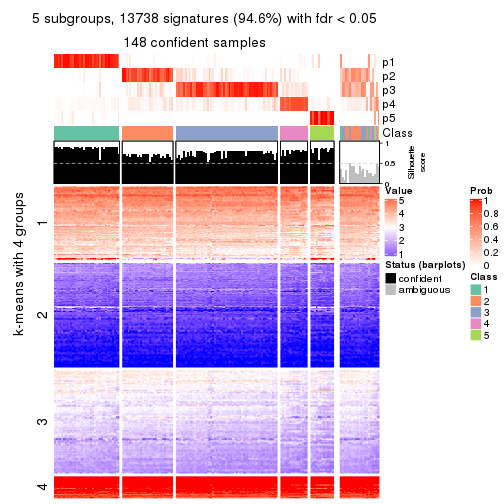 5 subgroups, 13738 signatures (94.6%) with fdr < 0.05
148 confident samples
p1
p2
p3
p4
p5
Class
1
0.5
0
Silhouette
score
k-means with 4 groups
1
2
3
4
Value
5
4
3
2
1
Status (barplots)
confident
ambiguous
Prob
1
0.8
0.6
0.4
0.2
0
Class
1
2
3
4
5